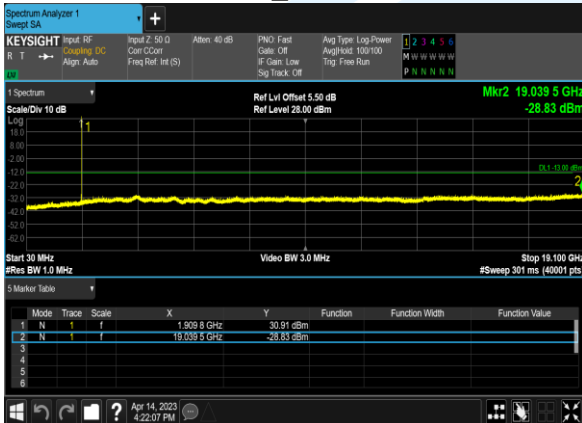 Spectrum Analyzer 1
Swept SA
+
KEYSIGHT Input: RF Input Z: 50 Ω Atten: 40 dB PNO: Fast Avg Type: Log-Power 1 2 3 4 5 6
R T Coupling: DC Corr CCorr Gate: Off Avg|Hold: 100/100 M W W W W W
Align: Auto Freq Ref: Int (S) IF Gain: Low Trig: Free Run
LVI Sig Track: Off P N N N N N
1 Spectrum Ref Lvl Offset 5.50 dB Mkr2 19.039 5 GHz
Scale/Div 10 dB Ref Level 28.00 dBm -28.83 dBm
Log
18.0
8.00
-2.00
-12.0
-22.0
-32.0
-42.0
-52.0
-62.0
1
DL1 -13.00 dBm
2
Start 30 MHz Video BW 3.0 MHz Stop 19.100 GHz
#Res BW 1.0 MHz #Sweep 301 ms (40001 pts)
5 Marker Table
Mode Trace Scale X Y Function Function Width Function Value
1 N 1 f 1.909 8 GHz 30.91 dBm
2 N 1 f 19.039 5 GHz -28.83 dBm
3
4
5
6
? Apr 14, 2023
4:22:07 PM